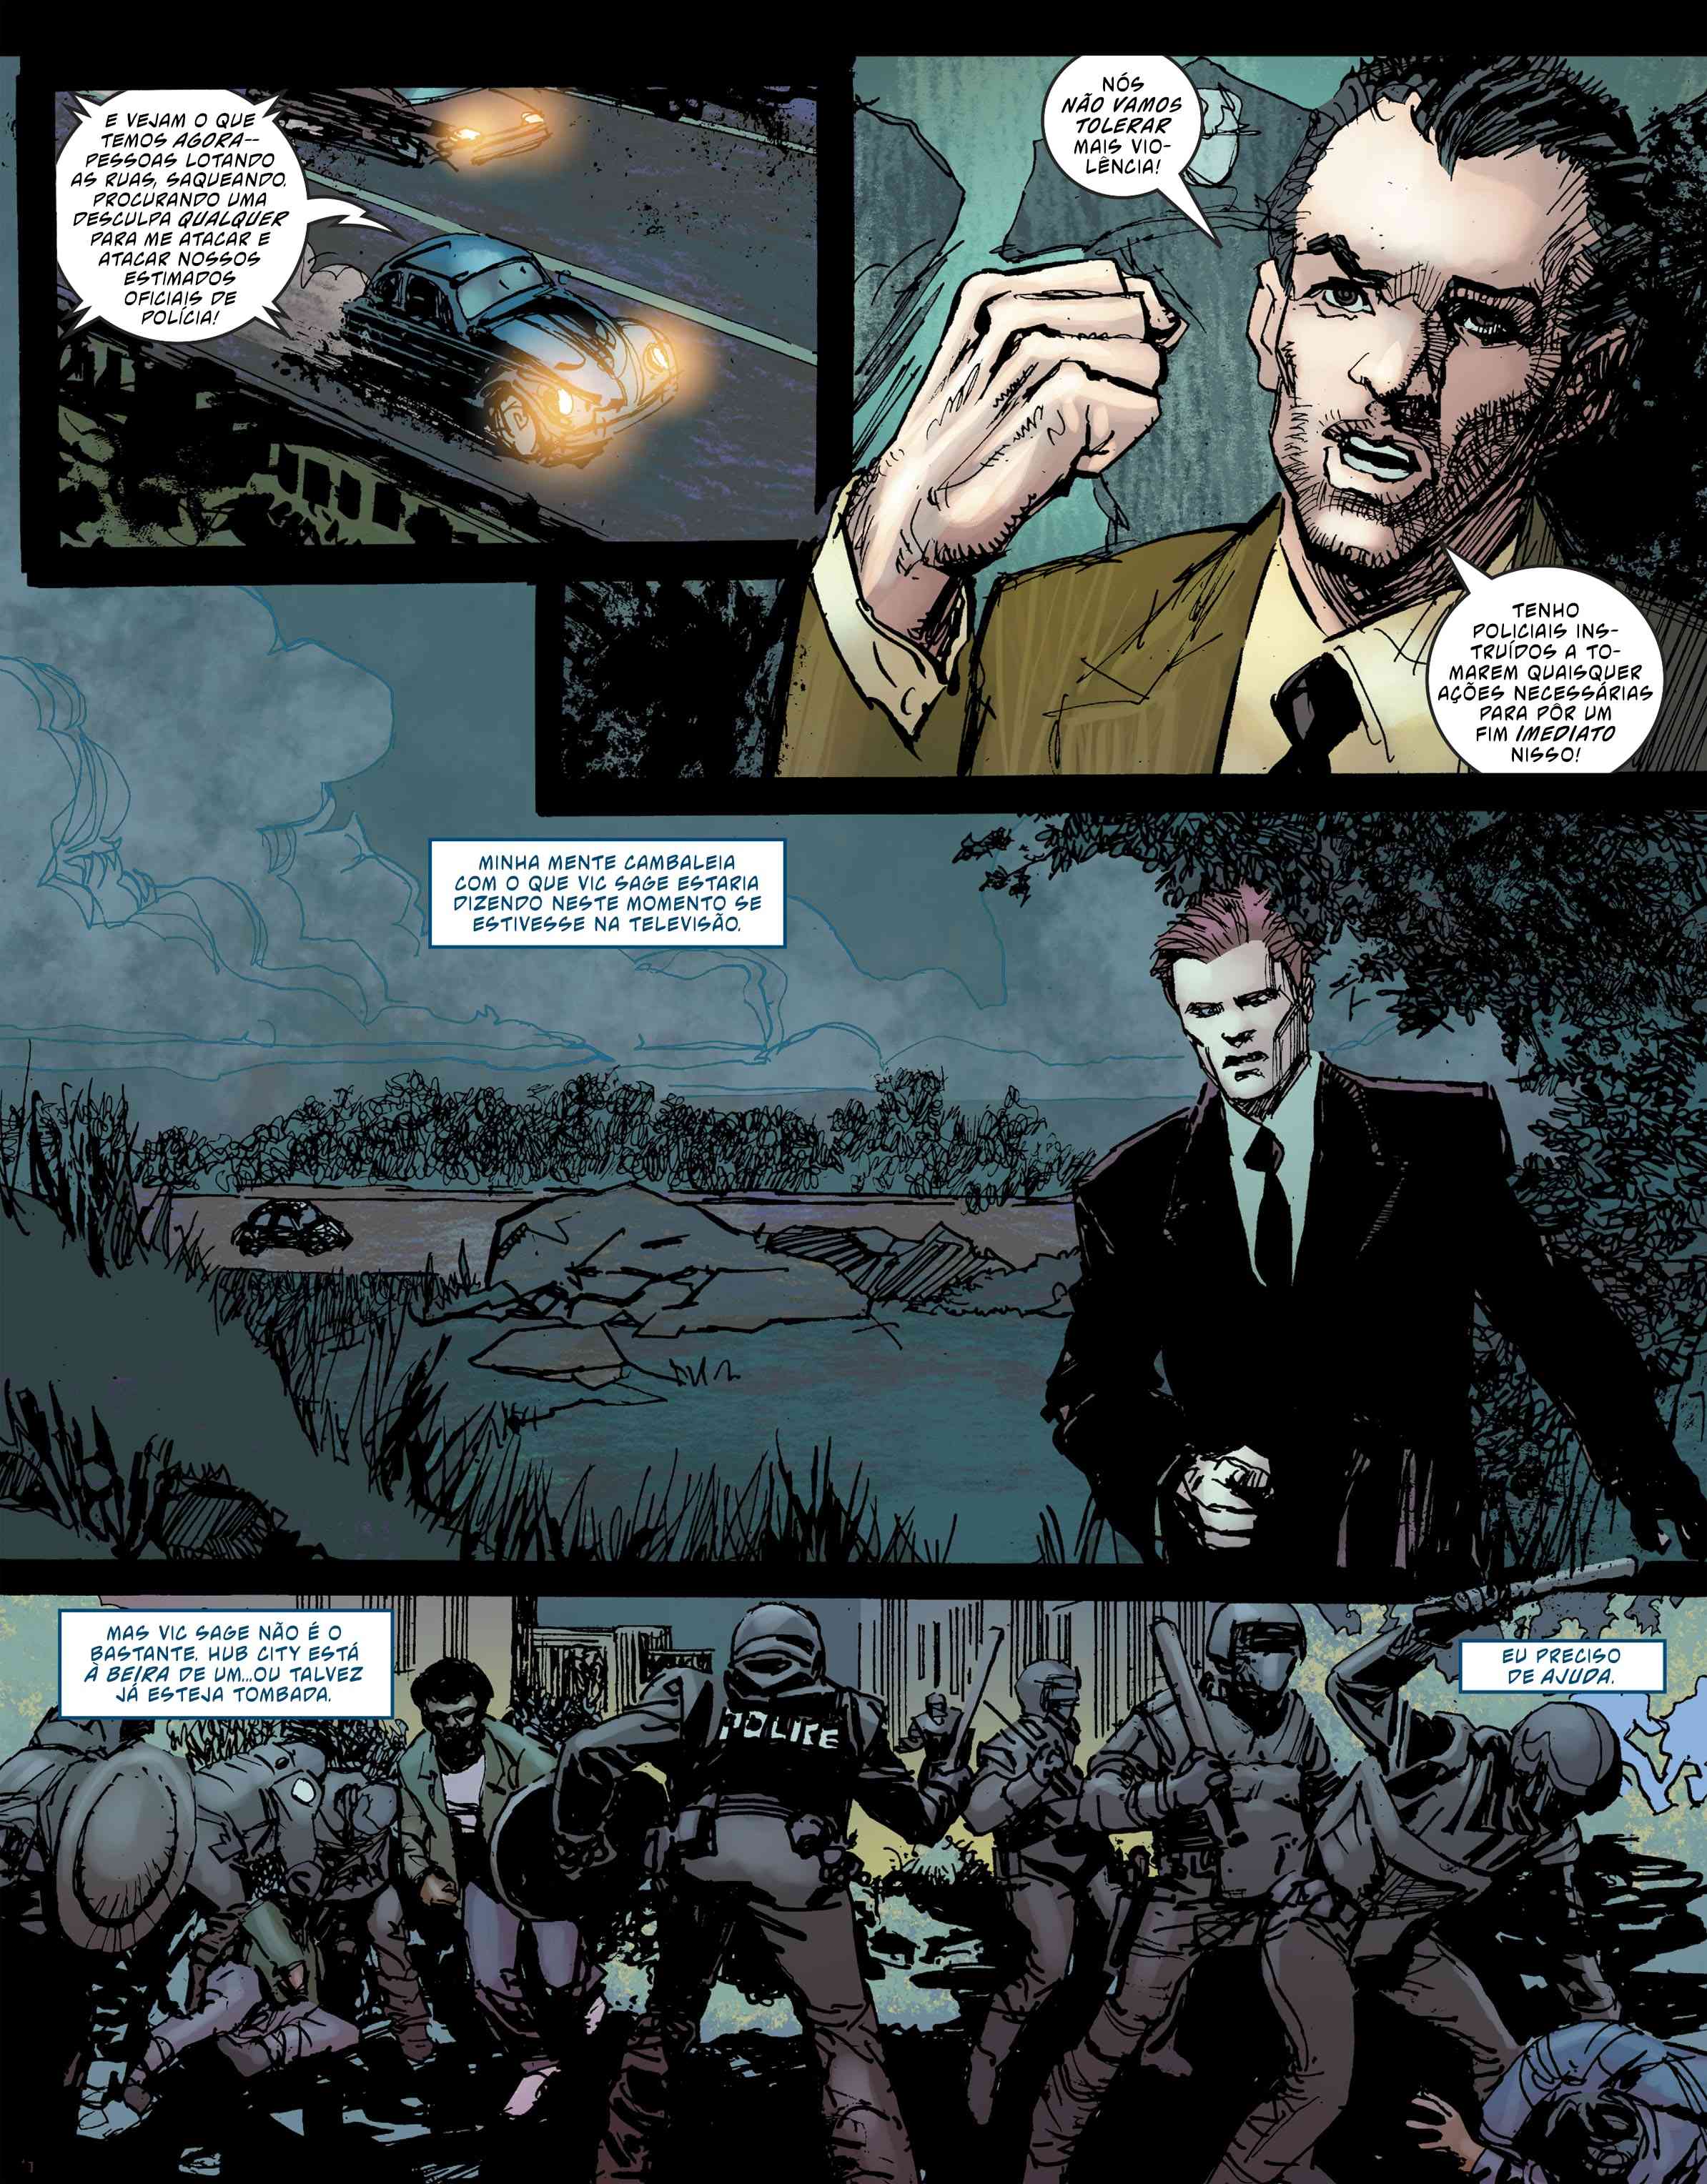 E VEJAM O QUE
TEMOS AGORA--
PESSOAS LOTANDO
AS RUAS, SAQUEANDO,
PROCURANDO UMA
DESCULPA QUALQUER
PARA ME ATACAR E
ATACAR NOSSOS
ESTIMADOS
OFICIAIS DE
POLÍCIA!
NÓS
NÃO VAMOS
TOLERAR
MAIS VIO-
LÊNCIA!
TENHO
POLICIAIS INS-
TRUÍDOS A TO-
MAREM QUAISQUER
AÇÕES NECESSÁRIAS
PARA PÔR UM
FIM IMEDIATO
NISSO!
MINHA MENTE CAMBALEIA
COM O QUE VIC SAGE ESTARIA
DIZENDO NESTE MOMENTO SE
ESTIVESSE NA TELEVISÃO.
MAS VIC SAGE NÃO É O
BASTANTE. HUB CITY ESTÁ
À BEIRA DE UM...OU TALVEZ
JÁ ESTEJA TOMBADA.
EU PRECISO
DE AJUDA.
POLICE